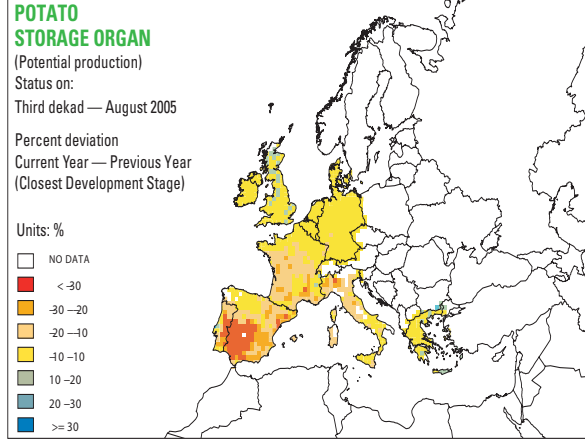 POTATO
STORAGE ORGAN
(Potential production)
Status on:
Third dekad — August 2005
Percent deviation
Current Year — Previous Year
(Closest Development Stage)
Units: %
NO DATA
< -30
-30 —20
-20 —-10
-10 -10
10 -20
20 -30
>= 30